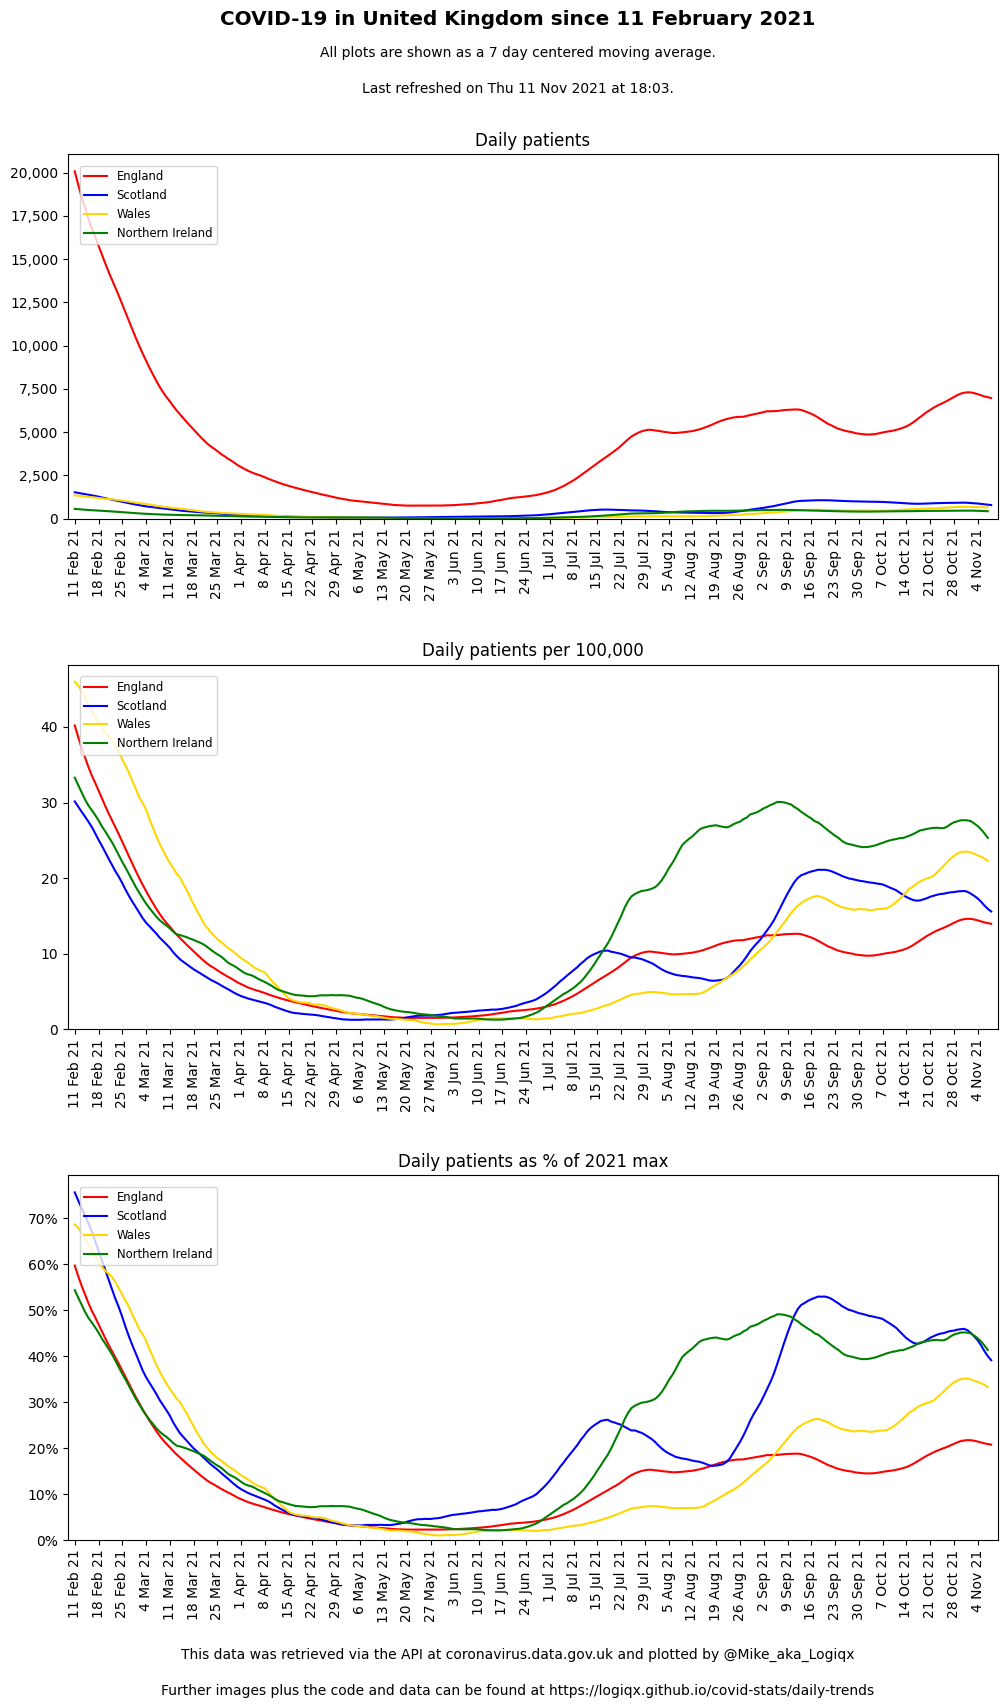 COVID-19 in United Kingdom since 11 February 2021
All plots are shown as a 7 day centered moving average.
Last refreshed on Thu 11 Nov 2021 at 18:03.
Daily patients
20,000
17,500
15,000
12,500
10,000
7,500
5,000
2,500
0
England
Scotland
Wales
Northern Ireland
11 Feb 21
18 Feb 21
25 Feb 21
4 Mar 21
11 Mar 21
18 Mar 21
25 Mar 21
1 Apr 21
8 Apr 21
15 Apr 21
22 Apr 21
29 Apr 21
6 May 21
13 May 21
20 May 21
27 May 21
3 Jun 21
10 Jun 21
17 Jun 21
24 Jun 21
1 Jul 21
8 Jul 21
15 Jul 21
22 Jul 21
29 Jul 21
5 Aug 21
12 Aug 21
19 Aug 21
26 Aug 21
2 Sep 21
9 Sep 21
16 Sep 21
23 Sep 21
30 Sep 21
7 Oct 21
14 Oct 21
21 Oct 21
28 Oct 21
4 Nov 21
Daily patients per 100,000
40
30
20
10
0
England
Scotland
Wales
Northern Ireland
11 Feb 21
18 Feb 21
25 Feb 21
4 Mar 21
11 Mar 21
18 Mar 21
25 Mar 21
1 Apr 21
8 Apr 21
15 Apr 21
22 Apr 21
29 Apr 21
6 May 21
13 May 21
20 May 21
27 May 21
3 Jun 21
10 Jun 21
17 Jun 21
24 Jun 21
1 Jul 21
8 Jul 21
15 Jul 21
22 Jul 21
29 Jul 21
5 Aug 21
12 Aug 21
19 Aug 21
26 Aug 21
2 Sep 21
9 Sep 21
16 Sep 21
23 Sep 21
30 Sep 21
7 Oct 21
14 Oct 21
21 Oct 21
28 Oct 21
4 Nov 21
Daily patients as % of 2021 max
70%
60%
50%
40%
30%
20%
10%
0%
England
Scotland
Wales
Northern Ireland
11 Feb 21
18 Feb 21
25 Feb 21
4 Mar 21
11 Mar 21
18 Mar 21
25 Mar 21
1 Apr 21
8 Apr 21
15 Apr 21
22 Apr 21
29 Apr 21
6 May 21
13 May 21
20 May 21
27 May 21
3 Jun 21
10 Jun 21
17 Jun 21
24 Jun 21
1 Jul 21
8 Jul 21
15 Jul 21
22 Jul 21
29 Jul 21
5 Aug 21
12 Aug 21
19 Aug 21
26 Aug 21
2 Sep 21
9 Sep 21
16 Sep 21
23 Sep 21
30 Sep 21
7 Oct 21
14 Oct 21
21 Oct 21
28 Oct 21
4 Nov 21
This data was retrieved via the API at coronavirus.data.gov.uk and plotted by @Mike_aka_Logiqx
Further images plus the code and data can be found at https://logiqx.github.io/covid-stats/daily-trends